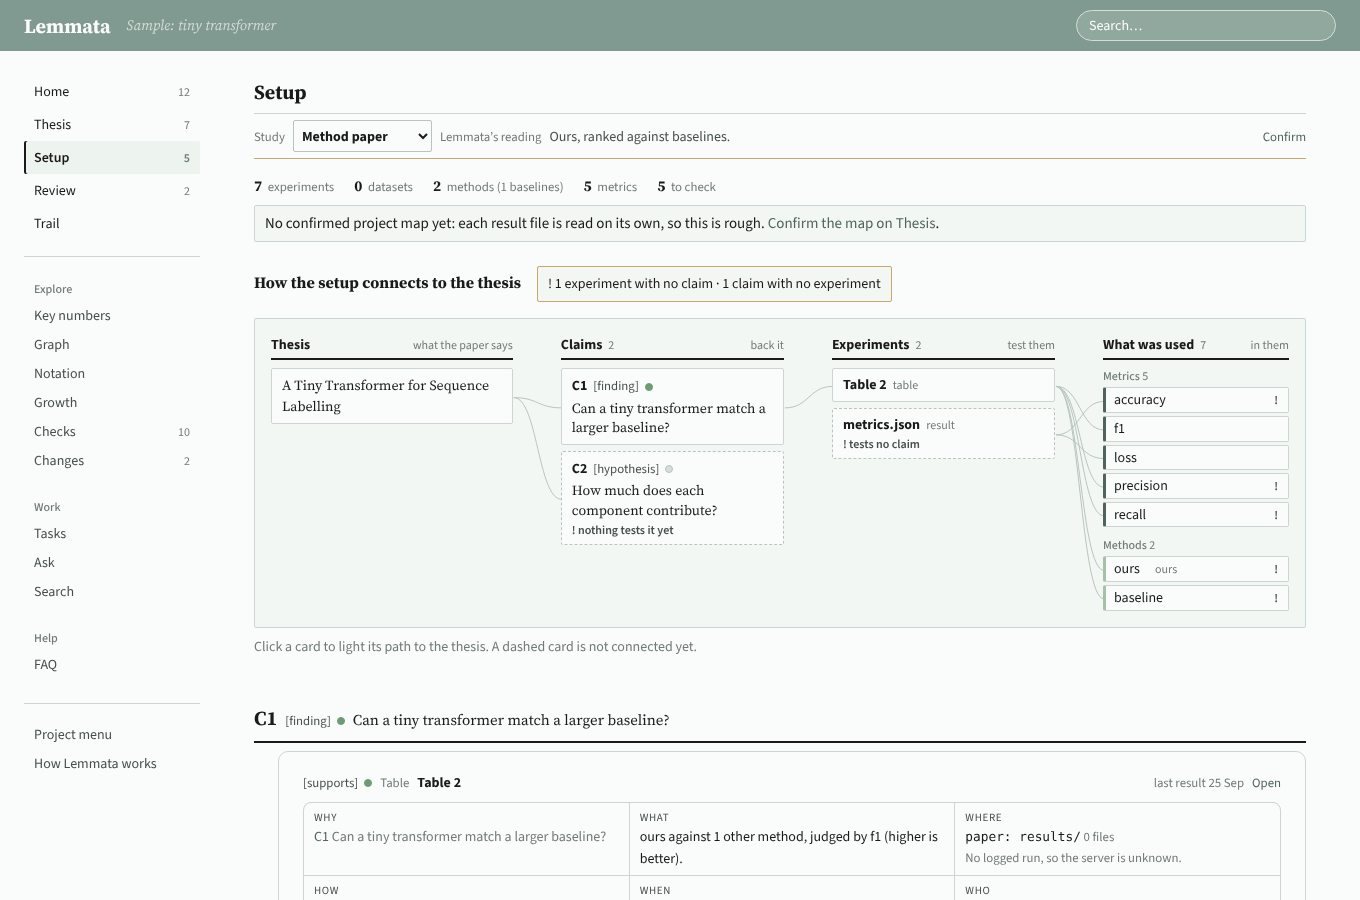 Lemmata Sample: tiny transformer Search…
Home 12
Thesis 7
Setup 5
Review 2
Trail
Explore
Key numbers
Graph
Notation
Growth
Checks 10
Changes 2
Work
Tasks
Ask
Search
Help
FAQ
Project menu
How Lemmata works
Setup
Study Method paper Lemmata's reading Ours, ranked against baselines. Confirm
7 experiments 0 datasets 2 methods (1 baselines) 5 metrics 5 to check
No confirmed project map yet: each result file is read on its own, so this is rough. Confirm the map on Thesis.
How the setup connects to the thesis ! 1 experiment with no claim · 1 claim with no experiment
Thesis what the paper says
A Tiny Transformer for Sequence
Labelling
Claims 2 back it
C1 [finding]
Can a tiny transformer match a
larger baseline?
C2 [hypothesis]
How much does each
component contribute?
! nothing tests it yet
Experiments 2 test them
Table 2 table
metrics.json result
! tests no claim
What was used 7 in them
Metrics 5
accuracy !
f1
loss
precision !
recall !
Methods 2
ours ours !
baseline !
Click a card to light its path to the thesis. A dashed card is not connected yet.
C1 [finding] Can a tiny transformer match a larger baseline?
[supports] Table Table 2 last result 25 Sep Open
WHY
C1 Can a tiny transformer match a larger baseline?
WHAT
ours against 1 other method, judged by f1 (higher is
better).
WHERE
paper: results/ 0 files
No logged run, so the server is unknown.
HOW
WHEN
WHO